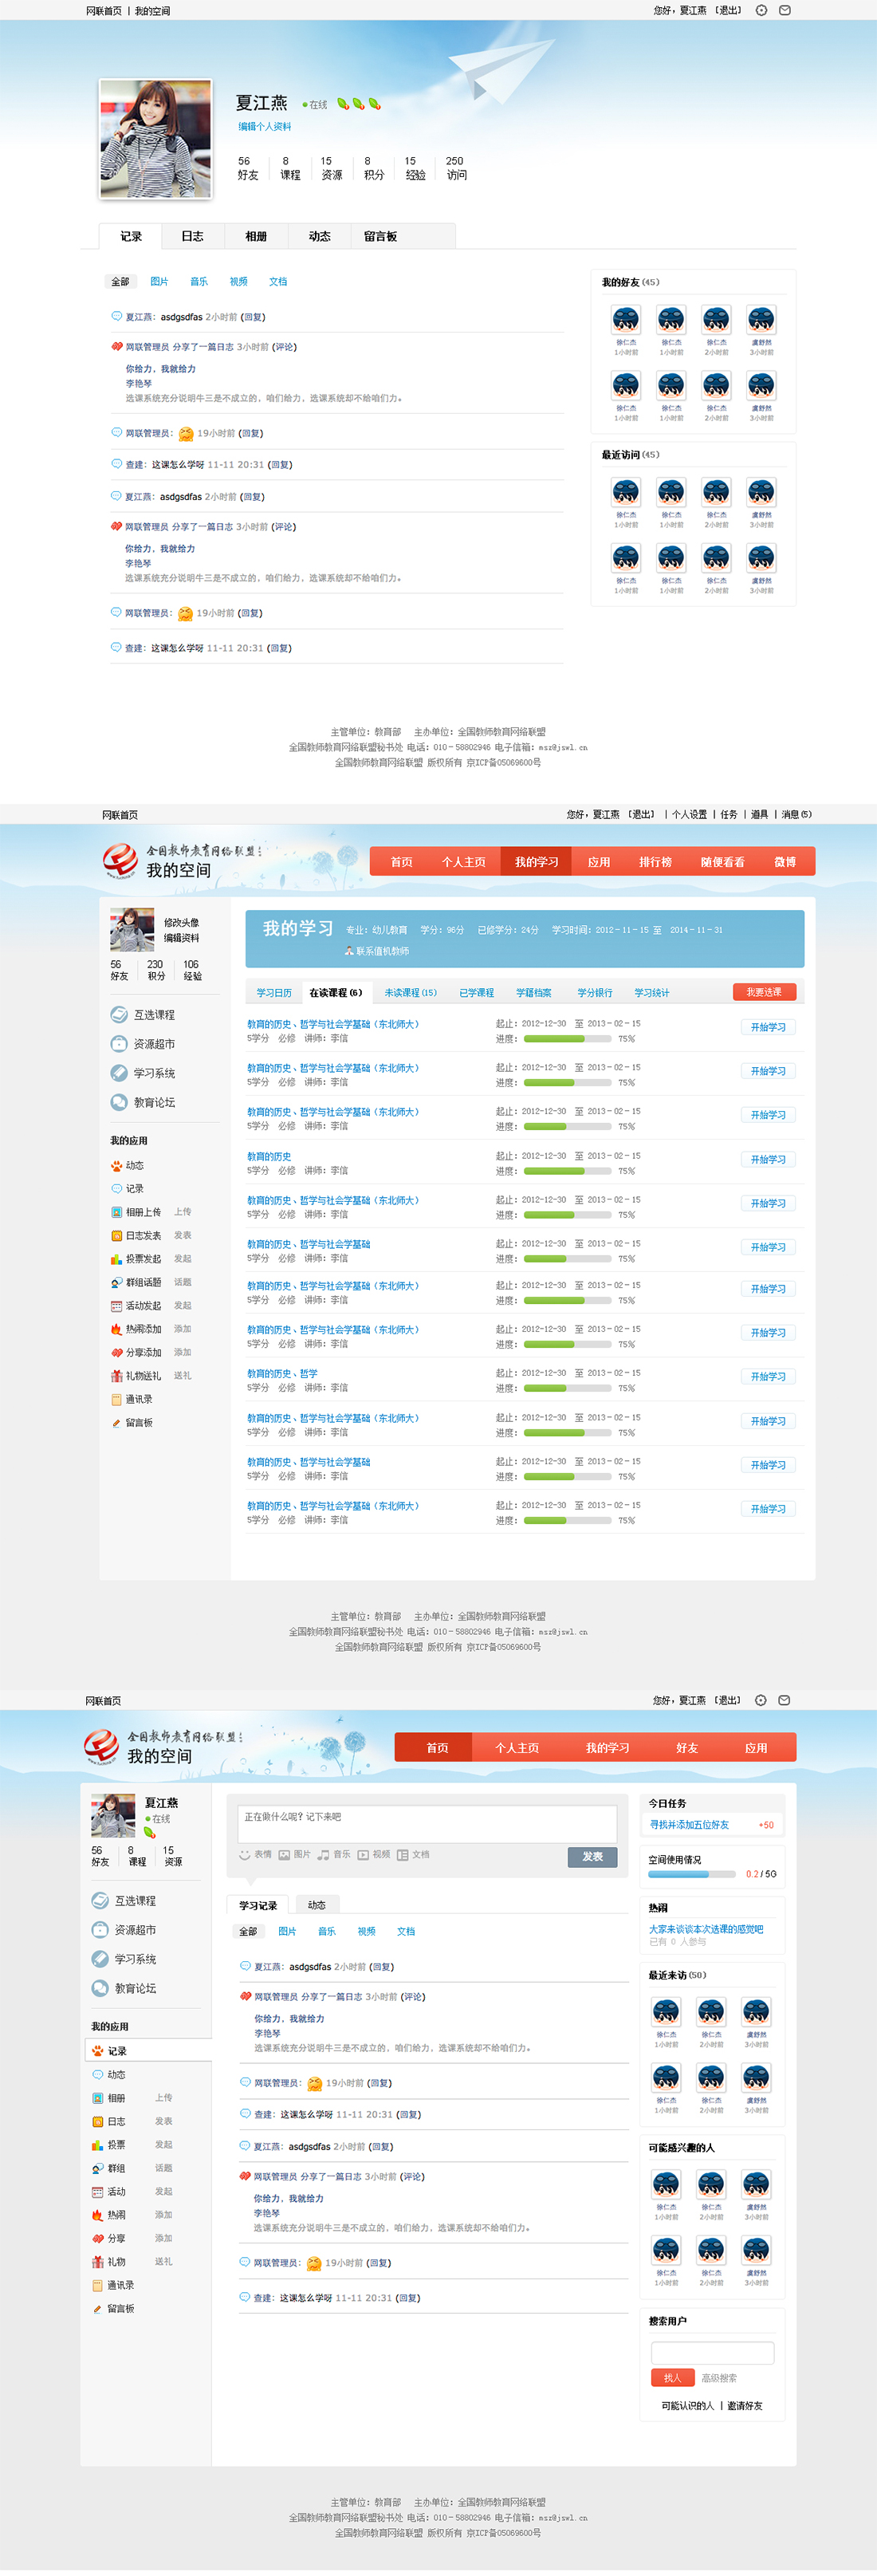 网联首页 | 我的空间
您好，夏江燕 [退出]
夏江燕 在线
编辑个人资料
56 8 15 8 15 250
好友 课程 资源 积分 经验 访问
记录 日志 相册 动态 留言板
全部 图片 音乐 视频 文档
夏江燕：asdgsdfas 2小时前 (回复)
网联管理员 分享了一篇日志 3小时前 (评论)
你给力，我就给力
李艳琴
选课系统充分说明牛三是不成立的，咱们给力，选课系统却不给咱们力。
网联管理员： 19小时前 (回复)
查建：这课怎么学呀 11-11 20:31 (回复)
夏江燕：asdgsdfas 2小时前 (回复)
网联管理员 分享了一篇日志 3小时前 (评论)
你给力，我就给力
李艳琴
选课系统充分说明牛三是不成立的，咱们给力，选课系统却不给咱们力。
网联管理员： 19小时前 (回复)
查建：这课怎么学呀 11-11 20:31 (回复)
我的好友(45)
徐仁杰 徐仁杰 徐仁杰 虞舒然
1小时前 1小时前 2小时前 3小时前
徐仁杰 徐仁杰 徐仁杰 虞舒然
1小时前 1小时前 2小时前 3小时前
最近访问(45)
徐仁杰 徐仁杰 徐仁杰 虞舒然
1小时前 1小时前 2小时前 3小时前
徐仁杰 徐仁杰 徐仁杰 虞舒然
1小时前 1小时前 2小时前 3小时前
主管单位：教育部 主办单位：全国教师教育网络联盟
全国教师教育网络联盟秘书处 电话：010-58802946 电子信箱：msz@jswl.cn
全国教师教育网络联盟 版权所有 京ICP备05069600号
网联首页
您好，夏江燕 [退出] | 个人设置 | 任务 | 道具 | 消息(5)
全国教师教育网络联盟
我的空间
首页 个人主页 我的学习 应用 排行榜 随便看看 微博
修改头像
编辑资料
56 230 106
好友 积分 经验
互选课程
资源超市
学习系统
教育论坛
我的应用
动态
记录
相册上传 上传
日志发表 发表
投票发起 发起
群组话题 话题
活动发起 发起
热闹添加 添加
分享添加 添加
礼物送礼 送礼
通讯录
留言板
我的学习 专业：幼儿教育 学分：96分 已修学分：24分 学习时间：2012-11-15 至 2014-11-31
联系值机教师
学习日历 在读课程(6) 未读课程(15) 已学课程 学籍档案 学分银行 学习统计 我要选课
教育的历史、哲学与社会学基础（东北师大） 起止：2012-12-30 至 2013-02-15 开始学习
5学分 必修 讲师：李信 进度： 75%
教育的历史、哲学与社会学基础（东北师大） 起止：2012-12-30 至 2013-02-15 开始学习
5学分 必修 讲师：李信 进度： 75%
教育的历史、哲学与社会学基础（东北师大） 起止：2012-12-30 至 2013-02-15 开始学习
5学分 必修 讲师：李信 进度： 75%
教育的历史 起止：2012-12-30 至 2013-02-15 开始学习
5学分 必修 讲师：李信 进度： 75%
教育的历史、哲学与社会学基础（东北师大） 起止：2012-12-30 至 2013-02-15 开始学习
5学分 必修 讲师：李信 进度： 75%
教育的历史、哲学与社会学基础 起止：2012-12-30 至 2013-02-15 开始学习
5学分 必修 讲师：李信 进度： 75%
教育的历史、哲学与社会学基础（东北师大） 起止：2012-12-30 至 2013-02-15 开始学习
5学分 必修 讲师：李信 进度： 75%
教育的历史、哲学与社会学基础（东北师大） 起止：2012-12-30 至 2013-02-15 开始学习
5学分 必修 讲师：李信 进度： 75%
教育的历史、哲学 起止：2012-12-30 至 2013-02-15 开始学习
5学分 必修 讲师：李信 进度： 75%
教育的历史、哲学与社会学基础（东北师大） 起止：2012-12-30 至 2013-02-15 开始学习
5学分 必修 讲师：李信 进度： 75%
教育的历史、哲学与社会学基础 起止：2012-12-30 至 2013-02-15 开始学习
5学分 必修 讲师：李信 进度： 75%
教育的历史、哲学与社会学基础（东北师大） 起止：2012-12-30 至 2013-02-15 开始学习
5学分 必修 讲师：李信 进度： 75%
主管单位：教育部 主办单位：全国教师教育网络联盟
全国教师教育网络联盟秘书处 电话：010-58802946 电子信箱：msz@jswl.cn
全国教师教育网络联盟 版权所有 京ICP备05069600号
网联首页
您好，夏江燕 [退出]
全国教师教育网络联盟
我的空间
首页 个人主页 我的学习 好友 应用
夏江燕
在线
56 8 15
好友 课程 资源
互选课程
资源超市
学习系统
教育论坛
我的应用
记录
动态
相册 上传
日志 发表
投票 发起
群组 话题
活动 发起
热闹 添加
分享 添加
礼物 送礼
通讯录
留言板
正在做什么呢？记下来吧
表情 图片 音乐 视频 文档 发表
学习记录 动态
全部 图片 音乐 视频 文档
夏江燕：asdgsdfas 2小时前 (回复)
网联管理员 分享了一篇日志 3小时前 (评论)
你给力，我就给力
李艳琴
选课系统充分说明牛三是不成立的，咱们给力，选课系统却不给咱们力。
网联管理员： 19小时前 (回复)
查建：这课怎么学呀 11-11 20:31 (回复)
夏江燕：asdgsdfas 2小时前 (回复)
网联管理员 分享了一篇日志 3小时前 (评论)
你给力，我就给力
李艳琴
选课系统充分说明牛三是不成立的，咱们给力，选课系统却不给咱们力。
网联管理员： 19小时前 (回复)
查建：这课怎么学呀 11-11 20:31 (回复)
今日任务
寻找并添加五位好友 +50
空间使用情况
0.2 / 5G
热闹
大家来谈谈本次选课的感觉吧
已有 0 人参与
最近来访(50)
徐仁杰 徐仁杰 虞舒然
1小时前 2小时前 3小时前
徐仁杰 徐仁杰 虞舒然
1小时前 2小时前 3小时前
可能感兴趣的人
徐仁杰 徐仁杰 虞舒然
1小时前 2小时前 3小时前
徐仁杰 徐仁杰 虞舒然
1小时前 2小时前 3小时前
搜索用户
找人 高级搜索
可能认识的人 | 邀请好友
主管单位：教育部 主办单位：全国教师教育网络联盟
全国教师教育网络联盟秘书处 电话：010-58802946 电子信箱：msz@jswl.cn
全国教师教育网络联盟 版权所有 京ICP备05069600号